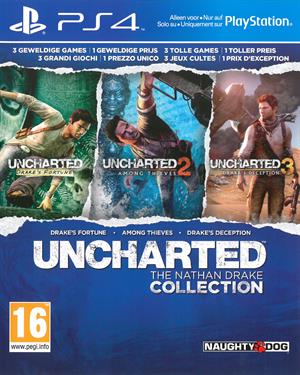 PS4
Alleen voor • Nur auf
Solo su • Uniquement sur
PlayStation®
3 GEWELDIGE GAMES | 1 GEWELDIGE PRIJS | 3 TOLLE GAMES | 1 TOLLER PREIS
3 GRANDI GIOCHI | 1 PREZZO UNICO | 3 JEUX CULTES | 1 PRIX D'EXCEPTION
UNCHARTED
DRAKE'S FORTUNE
UNCHARTED 2
AMONG THIEVES
UNCHARTED 3
DRAKE'S DECEPTION
DRAKE'S FORTUNE • AMONG THIEVES • DRAKE'S DECEPTION
UNCHARTED
THE NATHAN DRAKE
COLLECTION
16
www.pegi.info
NAUGHTY DOG